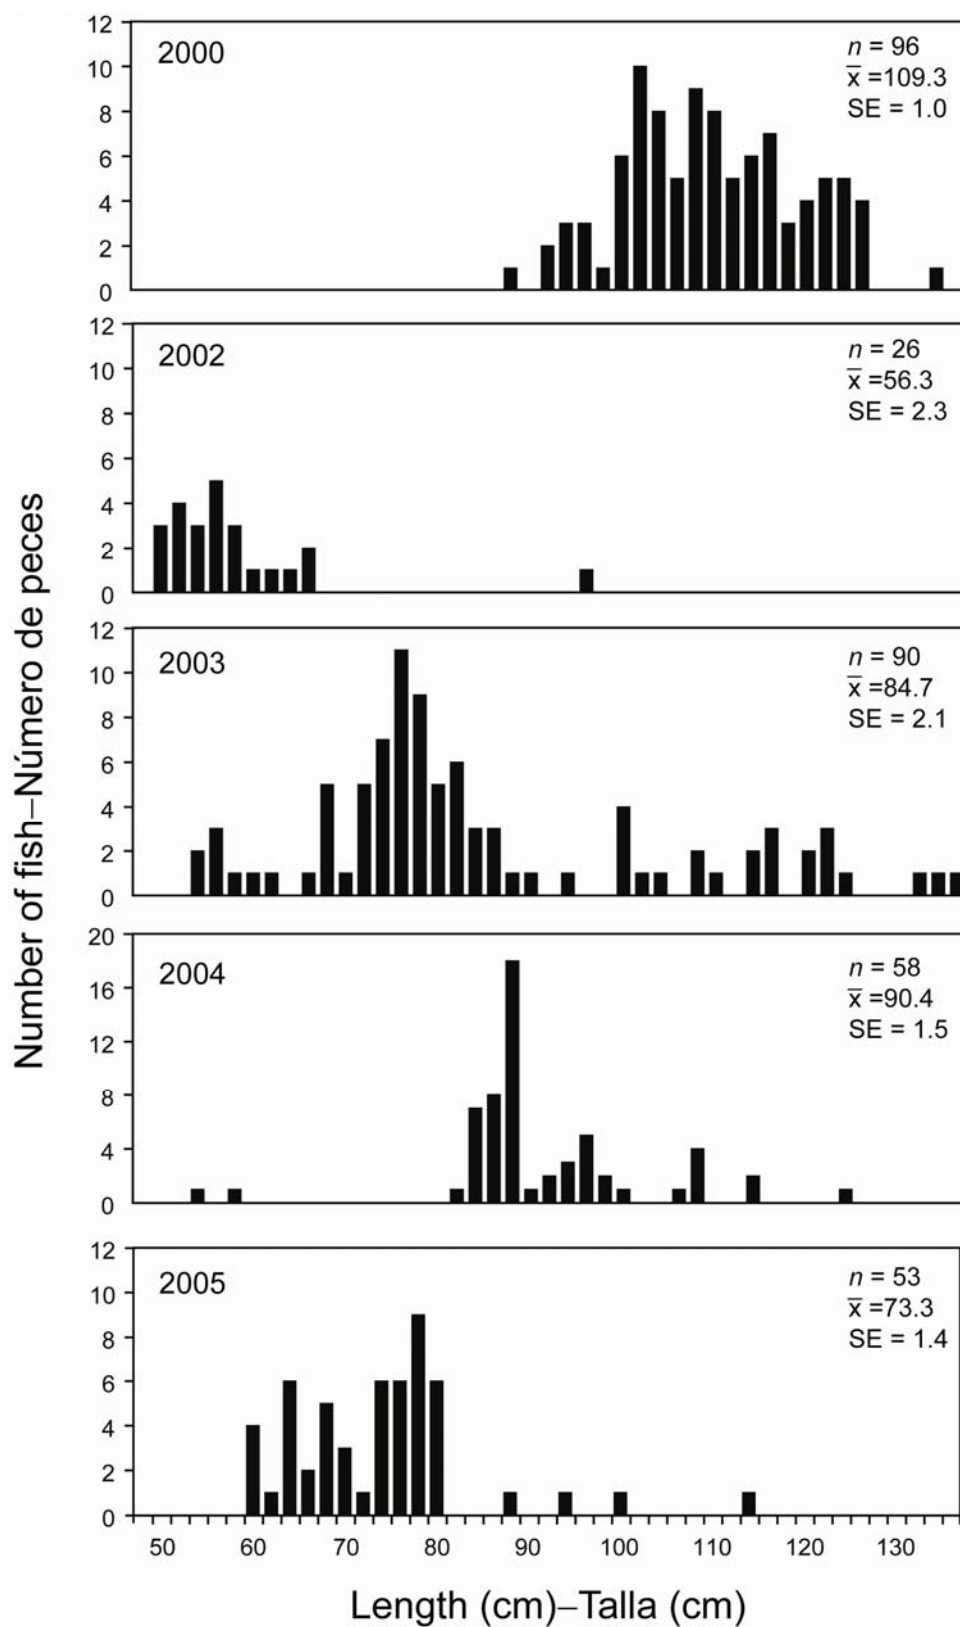 Number of fish–Número de peces
12
10
8
6
4
2
0
2000
n = 96
x̅ =109.3
SE = 1.0
12
10
8
6
4
2
0
2002
n = 26
x̅ =56.3
SE = 2.3
12
10
8
6
4
2
0
2003
n = 90
x̅ =84.7
SE = 2.1
20
16
12
8
4
0
2004
n = 58
x̅ =90.4
SE = 1.5
12
10
8
6
4
2
0
2005
n = 53
x̅ =73.3
SE = 1.4
50 60 70 80 90 100 110 120 130
Length (cm)–Talla (cm)